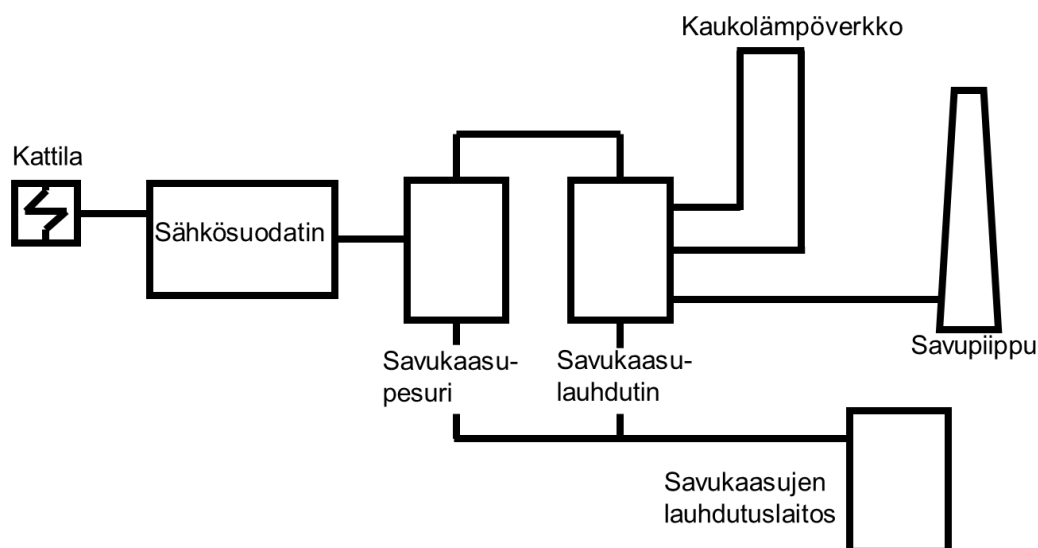 Kaukolämpöverkko
Kattila
Sähkösuodatin
Savupiippu
Savukaasu-
pesuri
Savukaasu-
lauhdutin
Savukaasujen
lauhdutuslaitos